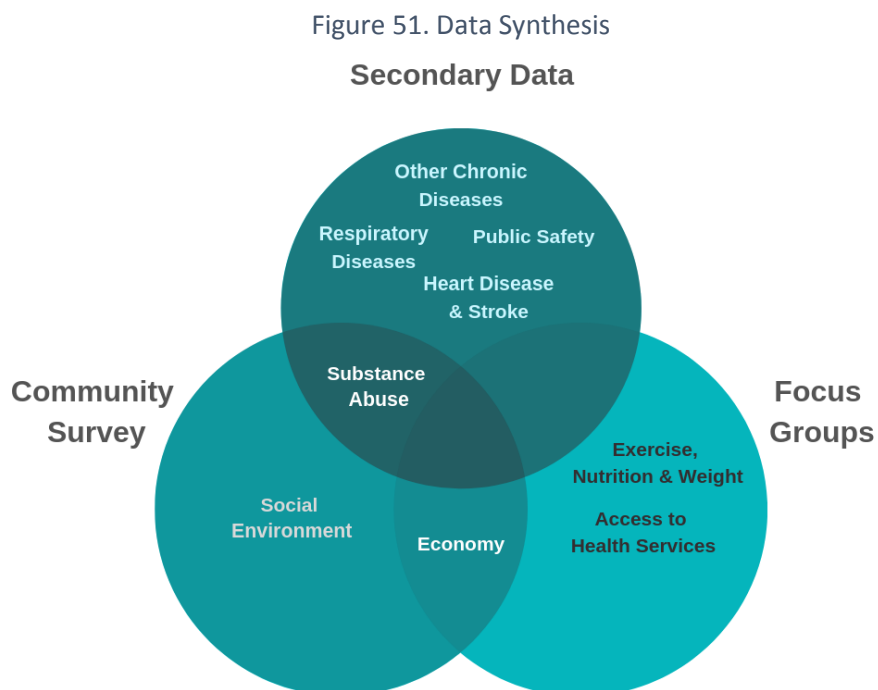 Figure 51. Data Synthesis
Secondary Data
Other Chronic
Diseases
Respiratory
Diseases
Public Safety
Heart Disease
& Stroke
Community
Survey
Substance
Abuse
Focus
Groups
Exercise,
Nutrition & Weight
Social
Environment
Access to
Health Services
Economy